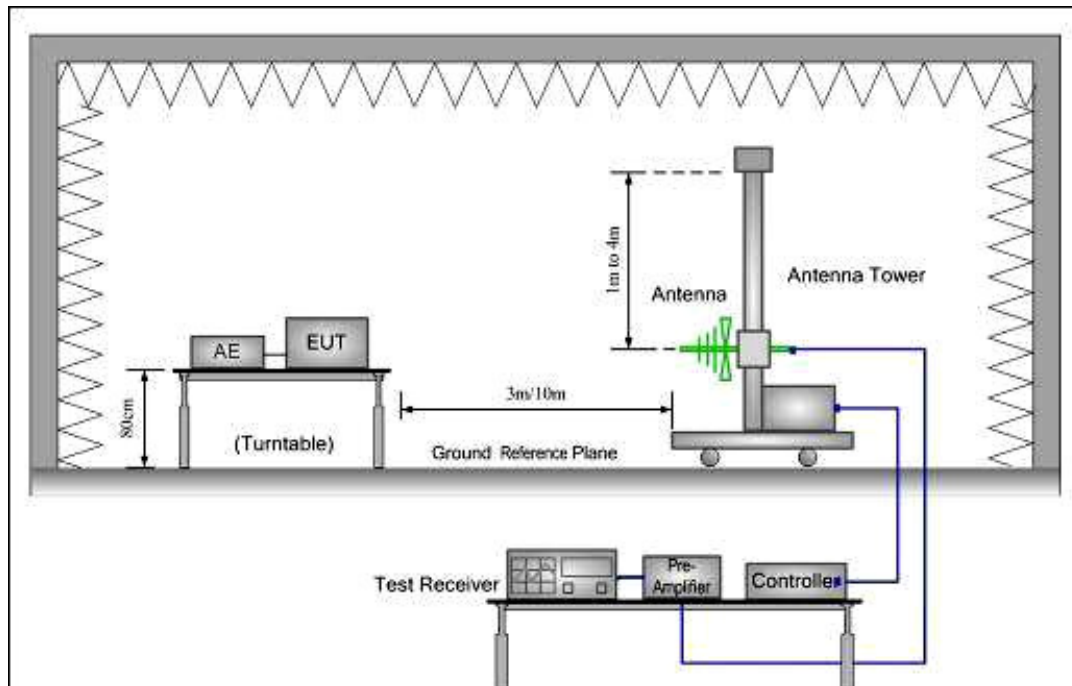 1m to 4m
Antenna Tower
Antenna
AE
EUT
80cm
3m/10m
(Turntable)
Ground Reference Plane
Test Receiver
Pre-
Amplifier
Controller